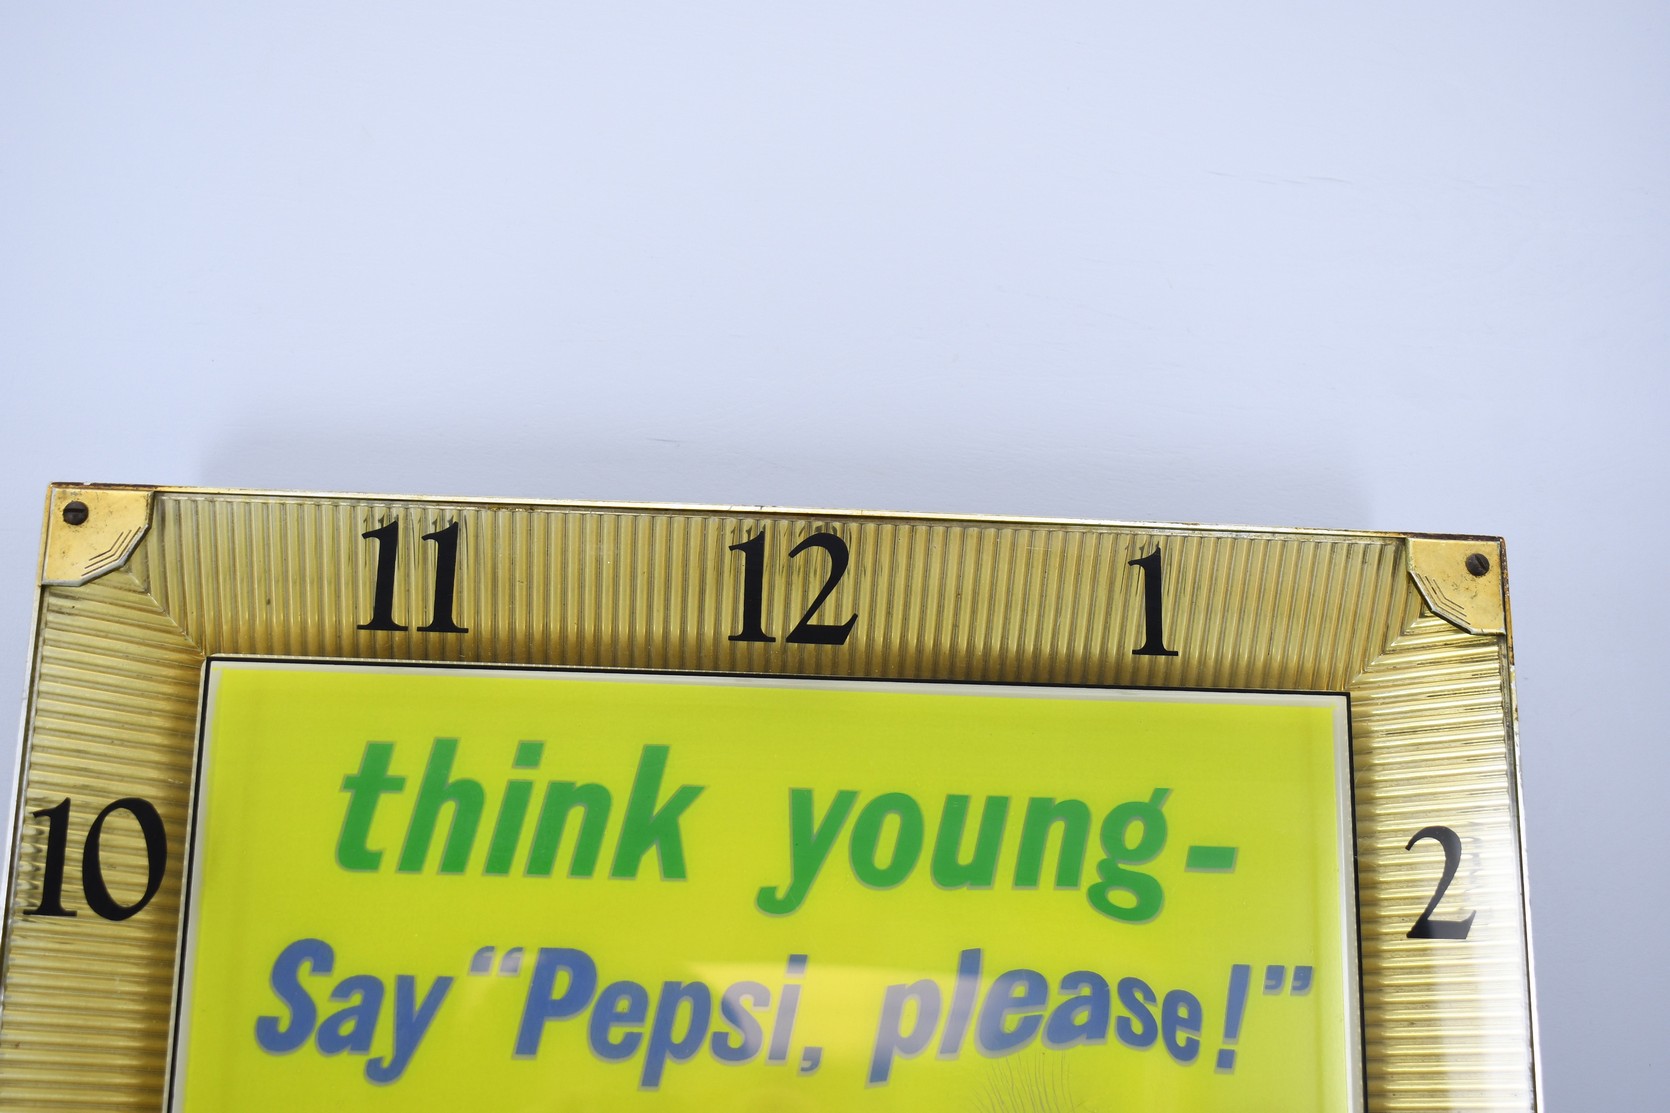 11 12 1
10 2
think young-
Say “Pepsi, please!”